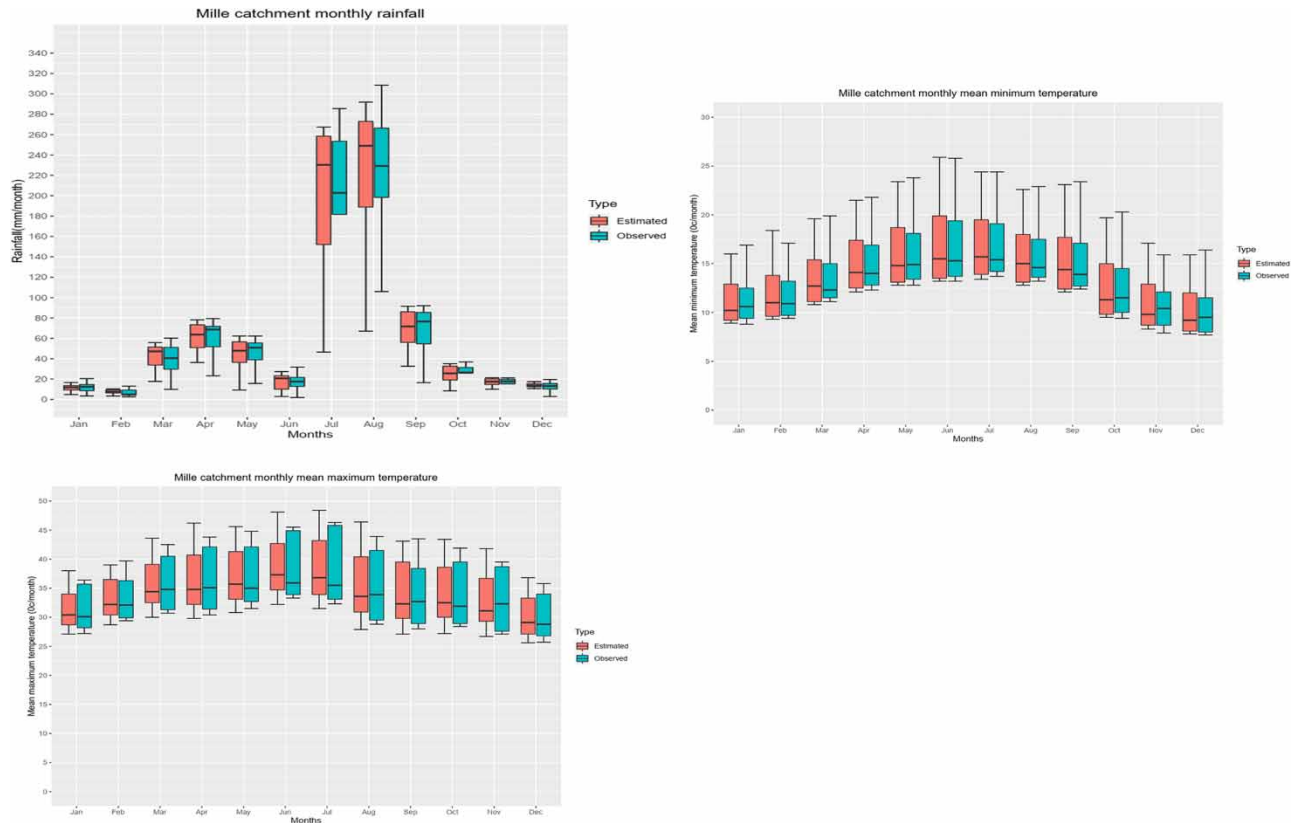 Mille catchment monthly rainfall
Rainfall(mm/month)
340
320
300
280
260
240
220
200
180
160
140
120
100
80
60
40
20
0
Jan Feb Mar Apr May Jun Jul Aug Sep Oct Nov Dec
Months
Type
Estimated
Observed
Mille catchment monthly mean minimum temperature
Mean minimum temperature (0c/month)
30
25
20
15
10
5
0
Jan Feb Mar Apr May Jun Jul Aug Sep Oct Nov Dec
Months
Type
Estimated
Observed
Mille catchment monthly mean maximum temperature
Mean maximum temperature (0c/month)
50
45
40
35
30
25
20
15
10
5
0
Jan Feb Mar Apr May Jun Jul Aug Sep Oct Nov Dec
Months
Type
Estimated
Observed